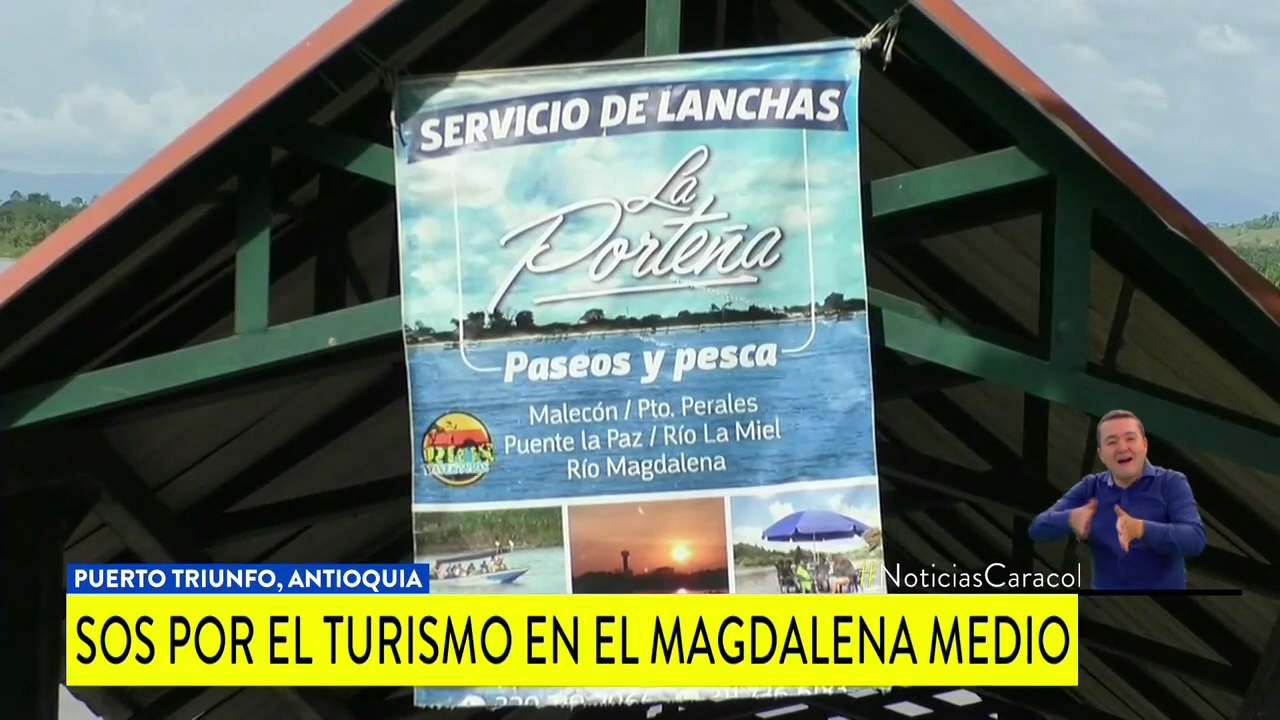 SERVICIO DE LANCHAS
La
Porteña
Paseos y pesca
Malecón / Pto. Perales
Puente la Paz / Río La Miel
Río Magdalena
#NoticiasCaracol
PUERTO TRIUNFO, ANTIOQUIA
SOS POR EL TURISMO EN EL MAGDALENA MEDIO